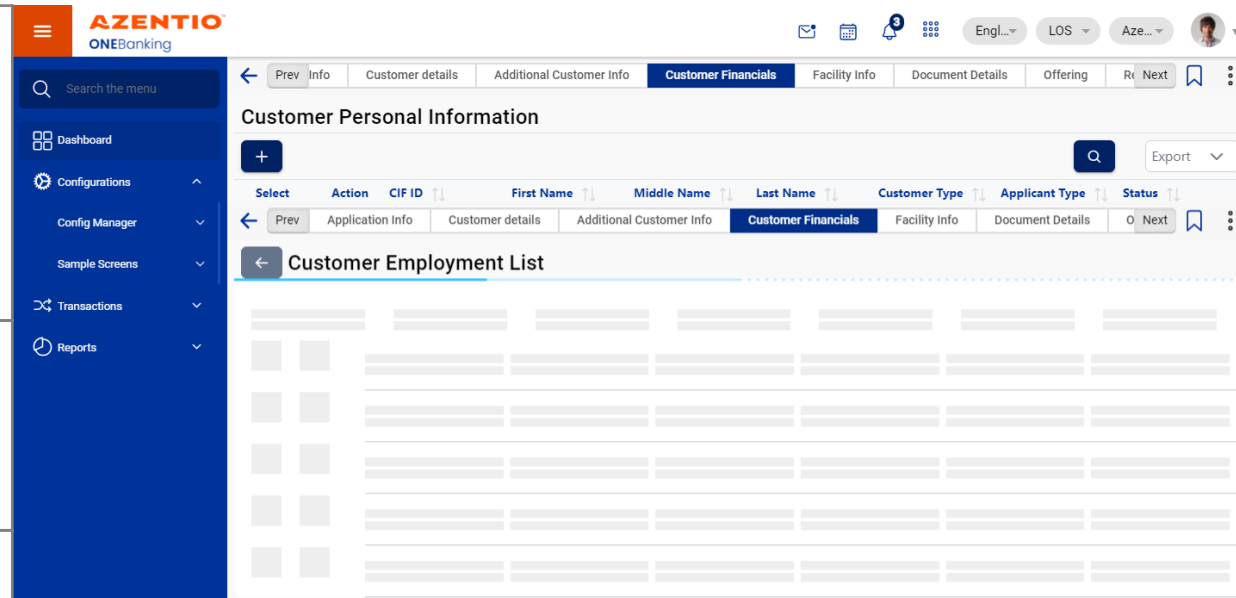 AZENTIO
ONEBanking
3
Engl...
LOS
Aze...
Search the menu
Dashboard
Configurations
Config Manager
Sample Screens
Transactions
Reports
Prev Info Customer details Additional Customer Info Customer Financials Facility Info Document Details Offering Next
Customer Personal Information
+
Export
Select Action CIF ID First Name Middle Name Last Name Customer Type Applicant Type Status
Prev Application Info Customer details Additional Customer Info Customer Financials Facility Info Document Details O Next
Customer Employment List